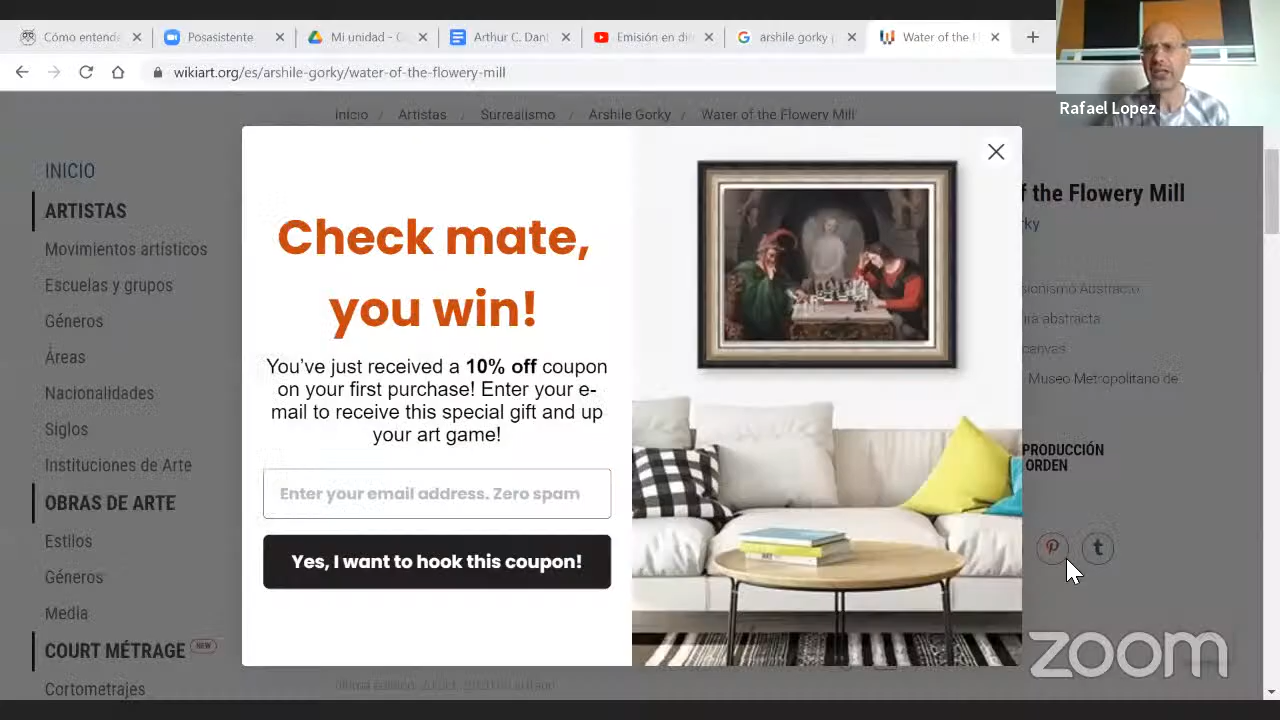 Cómo entende
Posasistente
Mi unidad - G
Arthur C. Dant
Emisión en dir
arshile gorky p
Water of the Fl
wikiart.org/es/arshile-gorky/water-of-the-flowery-mill
Rafael Lopez
Inicio / Artistas / Surrealismo / Arshile Gorky / Water of the Flowery Mill
INICIO
ARTISTAS
Movimientos artísticos
Escuelas y grupos
Géneros
Áreas
Nacionalidades
Siglos
Instituciones de Arte
OBRAS DE ARTE
Estilos
Géneros
Media
COURT MÉTRAGE NEW
Cortometrajes
Check mate,
you win!
You've just received a 10% off coupon
on your first purchase! Enter your e-
mail to receive this special gift and up
your art game!
Enter your email address. Zero spam
Yes, I want to hook this coupon!
f the Flowery Mill
rky
sionismo Abstracto
ra abstracta
canvas
Museo Metropolitano de
PRODUCCIÓN
ORDEN
zoom